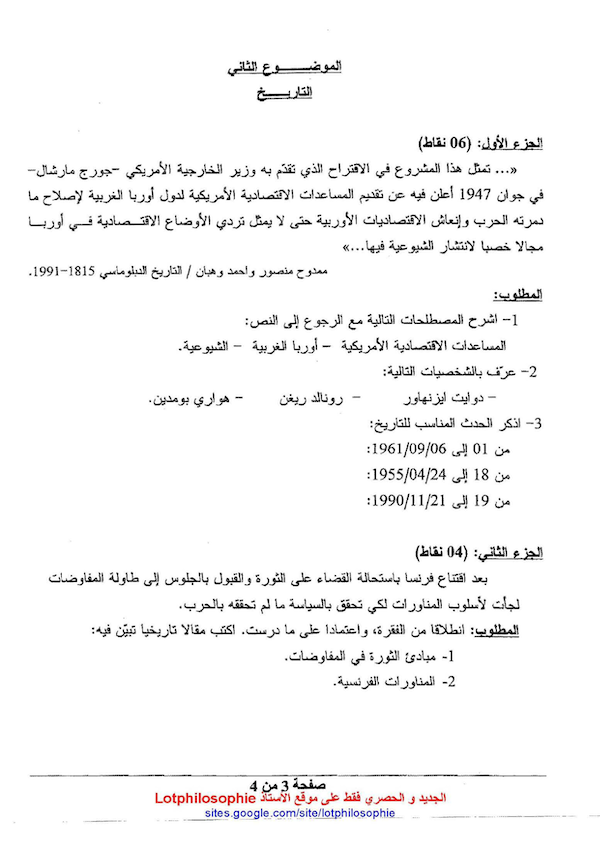 الموضـــــوع الثاني
التاريـــــخ
الجزء الأول: (06 نقاط)
«... تمثل هذا المشروع في الاقتراح الذي تقدّم به وزير الخارجية الأمريكي -جورج مارشال-
في جوان 1947 أعلن فيه عن تقديم المساعدات الاقتصادية الأمريكية لدول أوربا الغربية لإصلاح ما
دمرته الحرب وإنعاش الاقتصاديات الأوربية حتى لا يمثل تردي الأوضاع الاقتـــصادية فـــي أوربـــا
مجالا خصبا لانتشار الشيوعية فيها...»
ممدوح منصور واحمد وهبان / التاريخ الدبلوماسي 1815-1991.
المطلوب:
1- اشرح المصطلحات التالية مع الرجوع إلى النص:
المساعدات الاقتصادية الأمريكية - أوربا الغربية - الشيوعية.
2- عرّف بالشخصيات التالية:
- دوايت ايزنهاور - رونالد ريغن - هواري بومدين.
3- اذكر الحدث المناسب للتاريخ:
من 01 إلى 1961/09/06:
من 18 إلى 1955/04/24:
من 19 إلى 1990/11/21:
الجزء الثاني: (04 نقاط)
بعد اقتناع فرنسا باستحالة القضاء على الثورة والقبول بالجلوس إلى طاولة المفاوضات
لجأت لأسلوب المناورات لكي تحقق بالسياسة ما لم تحققه بالحرب.
المطلوب: انطلاقا من الفقرة، واعتمادا على ما درست. اكتب مقالا تاريخيا تبيّن فيه:
1- مبادئ الثورة في المفاوضات.
2- المناورات الفرنسية.
صفحة 3 من 4
الجديد و الحصري فقط على موقع الأستاذ Lotphilosophie
sites.google.com/site/lotphilosophie